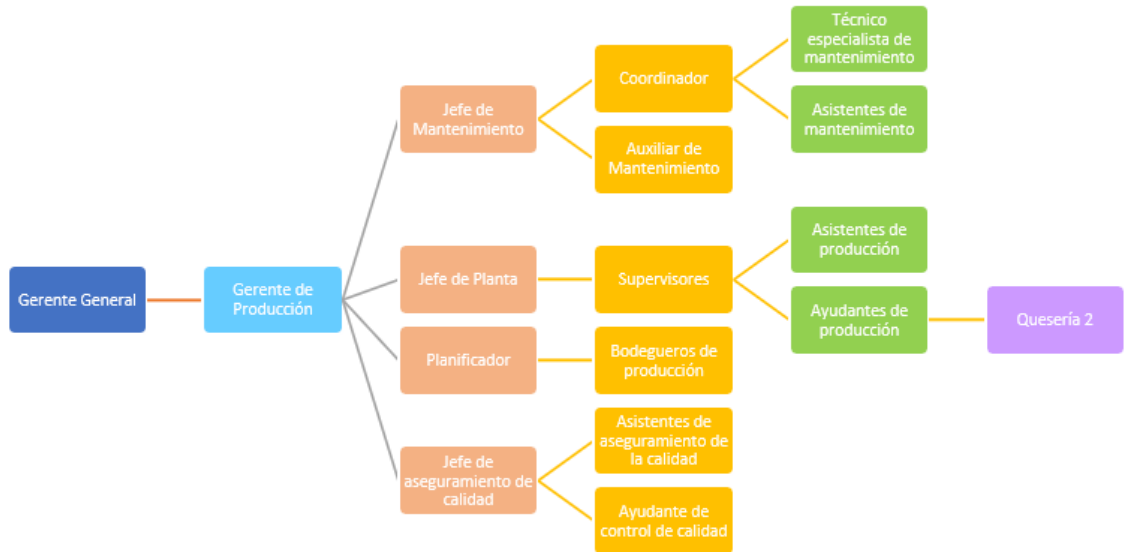 Gerente General
Gerente de
Producción
Jefe de
Mantenimiento
Coordinador
Técnico
especialista de
mantenimiento
Asistentes de
mantenimiento
Auxiliar de
Mantenimiento
Jefe de Planta
Supervisores
Asistentes de
producción
Ayudantes de
producción
Quesería 2
Planificador
Bodegueros de
producción
Jefe de
aseguramiento de
calidad
Asistentes de
aseguramiento de
la calidad
Ayudante de
control de calidad